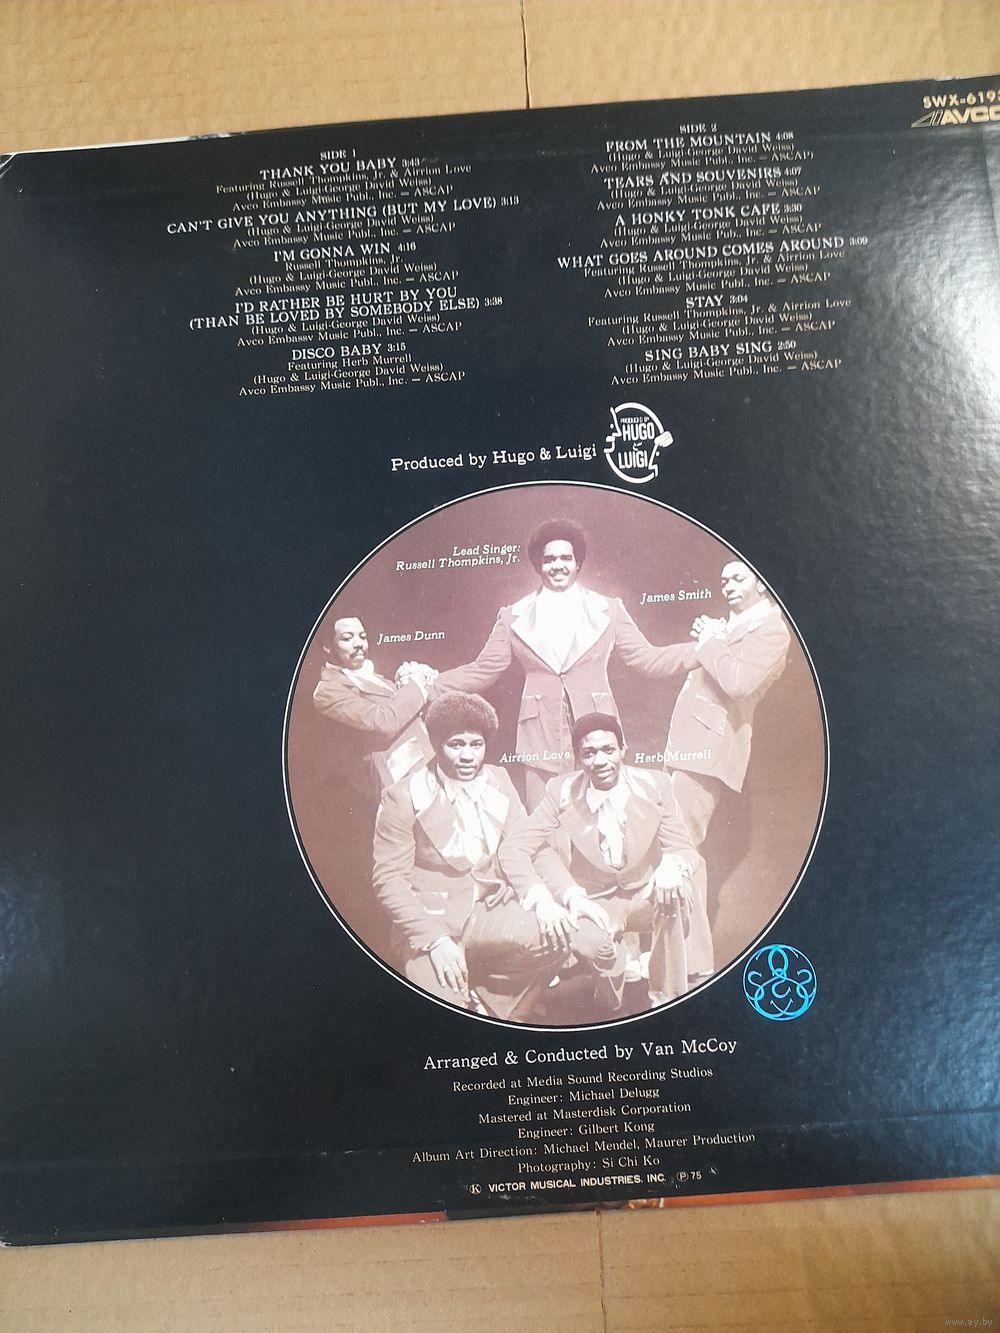 SWX-619
AVCO
SIDE 1
THANK YOU BABY 3:43
Featuring Russell Thompkins, Jr. & Airrion Love
(Hugo & Luigi-George David Weiss)
Avco Embassy Music Publ., Inc. — ASCAP
CAN'T GIVE YOU ANYTHING (BUT MY LOVE) 3:13
(Hugo & Luigi-George David Weiss)
Avco Embassy Music Publ., Inc. — ASCAP
I'M GONNA WIN 4:16
Russell Thompkins, Jr.
(Hugo & Luigi-George David Weiss)
Avco Embassy Music Publ., Inc. — ASCAP
I'D RATHER BE HURT BY YOU
(THAN BE LOVED BY SOMEBODY ELSE) 3:38
(Hugo & Luigi-George David Weiss)
Avco Embassy Music Publ., Inc. — ASCAP
DISCO BABY 3:15
Featuring Herb Murrell
(Hugo & Luigi-George David Weiss)
Avco Embassy Music Publ., Inc. — ASCAP
SIDE 2
FROM THE MOUNTAIN 4:08
(Hugo & Luigi-George David Weiss)
Avco Embassy Music Publ., Inc. — ASCAP
TEARS AND SOUVENIRS 4:07
(Hugo & Luigi-George David Weiss)
Avco Embassy Music Pub., Inc. — ASCAP
A HONKY TONK CAFE 3:30
(Hugo & Luigi-George David Weiss)
Avco Embassy Music Publ., Inc. — ASCAP
WHAT GOES AROUND COMES AROUND 3:09
Featuring Russell Thompkins, Jr. & Airrion Love
(Hugo & Luigi-George David Weiss)
Avco Embassy Music Publ., Inc. — ASCAP
STAY 3:04
Featuring Russell Thompkins, Jr. & Airrion Love
(Hugo & Luigi-George David Weiss)
Avco Embassy Music Publ., Inc. — ASCAP
SING BABY SING 2:50
(Hugo & Luigi-George David Weiss)
Avco Embassy Music Publ., Inc. — ASCAP
Produced by Hugo & Luigi
PRODUCED BY
HUGO
&
LUIGI
Lead Singer:
Russell Thompkins, Jr.
James Smith
James Dunn
Airrion Love
Herb Murrell
Arranged & Conducted by Van McCoy
Recorded at Media Sound Recording Studios
Engineer: Michael Delugg
Mastered at Masterdisk Corporation
Engineer: Gilbert Kong
Album Art Direction: Michael Mendel, Maurer Production
Photography: Si Chi Ko
Ⓚ VICTOR MUSICAL INDUSTRIES. INC. Ⓟ 75
www.ay.by